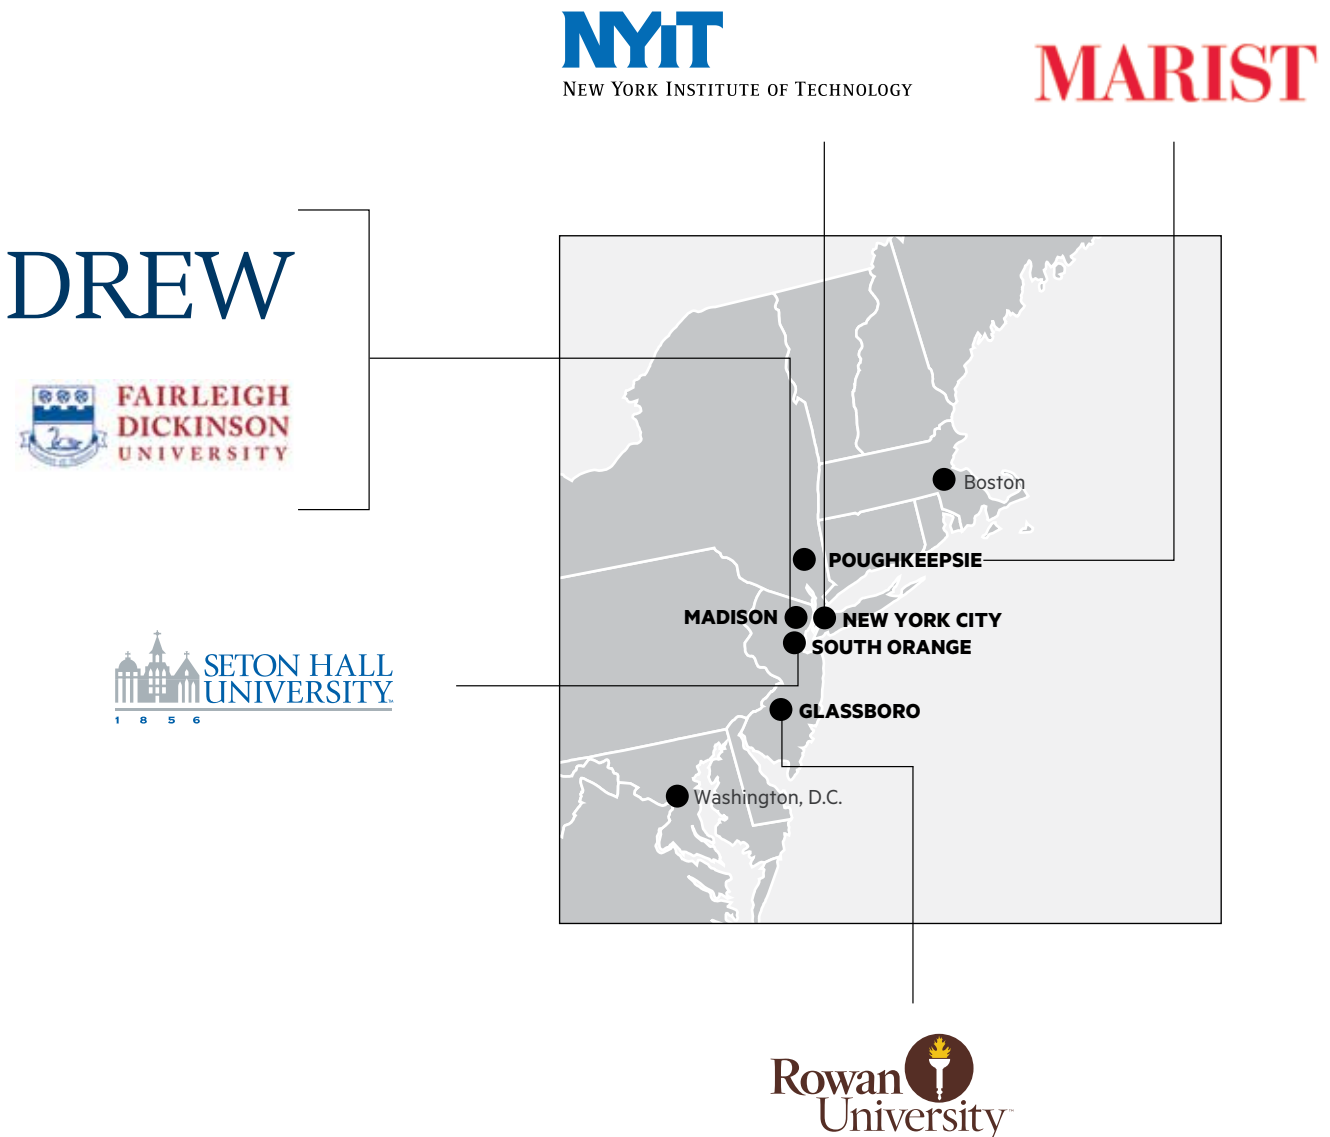 NYIT
NEW YORK INSTITUTE OF TECHNOLOGY
MARIST
DREW
FAIRLEIGH
DICKINSON
UNIVERSITY
Boston
POUGHKEEPSIE
MADISON
NEW YORK CITY
SOUTH ORANGE
SETON HALL
UNIVERSITY
1 8 5 6
GLASSBORO
Washington, D.C.
Rowan
University